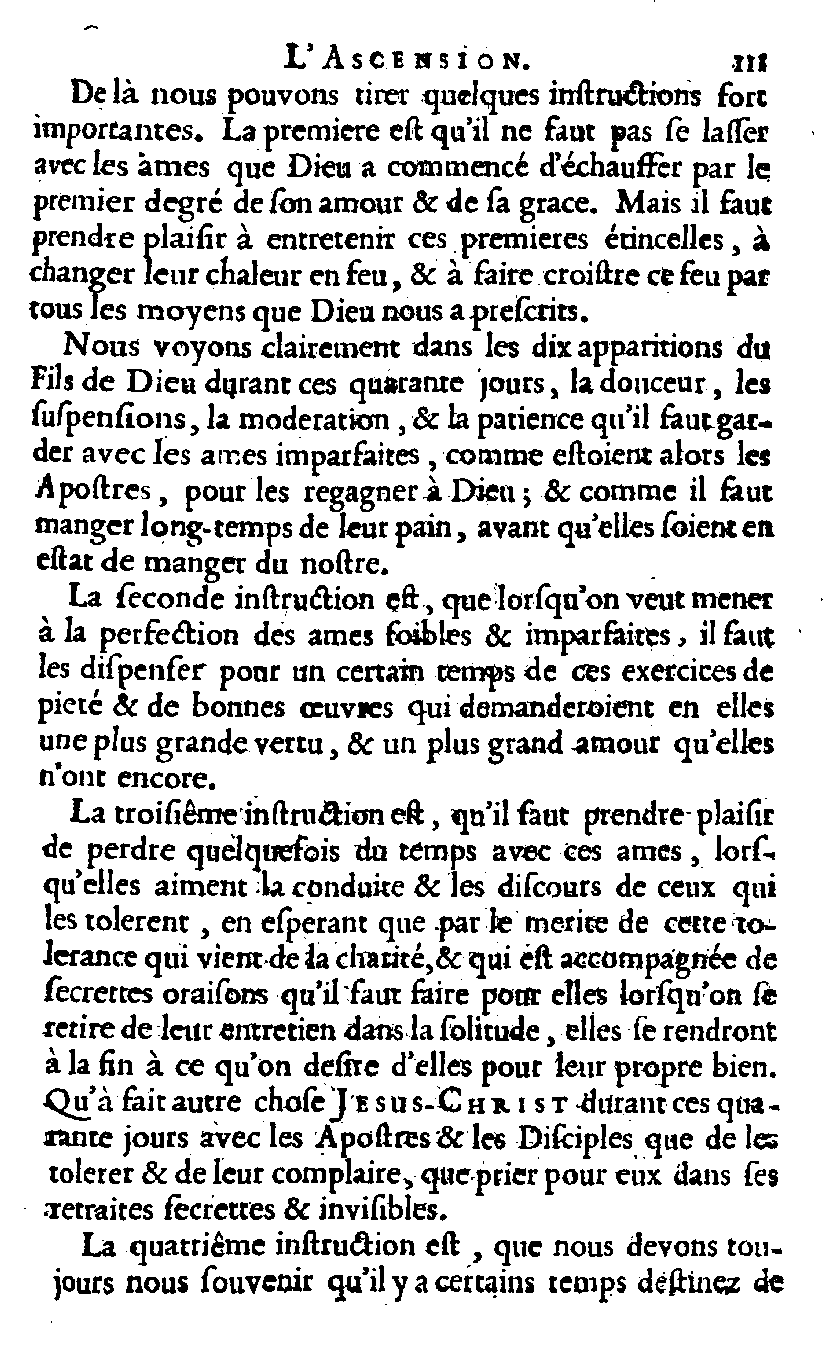 L'ASCENSION. 111
De là nous pouvons tirer quelques inſtructions fort
importantes. La premiere eſt qu'il ne faut pas ſe laſſer
avec les ames que Dieu a commencé d'échauffer par le
premier degré de ſon amour & de ſa grace. Mais il faut
prendre plaiſir à entretenir ces premieres étincelles, à
changer leur chaleur en feu, & à faire croiſtre ce feu par
tous les moyens que Dieu nous a preſcrits.
Nous voyons clairement dans les dix apparitions du
Fils de Dieu durant ces quarante jours, la douceur, les
ſuſpenſions, la moderation, & la patience qu'il faut gar-
der avec les ames imparfaites, comme eſtoient alors les
Apoſtres, pour les regagner à Dieu; & comme il faut
manger long-temps de leur pain, avant qu'elles ſoient en
eſtat de manger du noſtre.
La ſeconde inſtruction eſt, que lorſqu'on veut mener
à la perfection des ames foibles & imparfaites, il faut
les diſpenſer pour un certain temps de ces exercices de
pieté & de bonnes œuvres qui demanderoient en elles
une plus grande vertu, & un plus grand amour qu'elles
n'ont encore.
La troiſiême inſtruction eſt, qu'il faut prendre plaiſir
de perdre quelquefois du temps avec ces ames, lorſ-
qu'elles aiment la conduite & les diſcours de ceux qui
les tolerent, en eſperant que par le merite de cette to-
lerance qui vient de la charité, & qui eſt accompagnée de
ſecrettes oraiſons qu'il faut faire pour elles lorſqu'on ſe
retire de leur entretien dans la ſolitude, elles ſe rendront
à la fin à ce qu'on deſire d'elles pour leur propre bien.
Qu'à fait autre choſe JESUS-CHRIST durant ces qua-
rante jours avec les Apoſtres & les Diſciples que de les
tolerer & de leur complaire, que prier pour eux dans ſes
retraites ſecrettes & inviſibles.
La quatriême inſtruction eſt, que nous devons tou-
jours nous ſouvenir qu'il y a certains temps deſtinez de